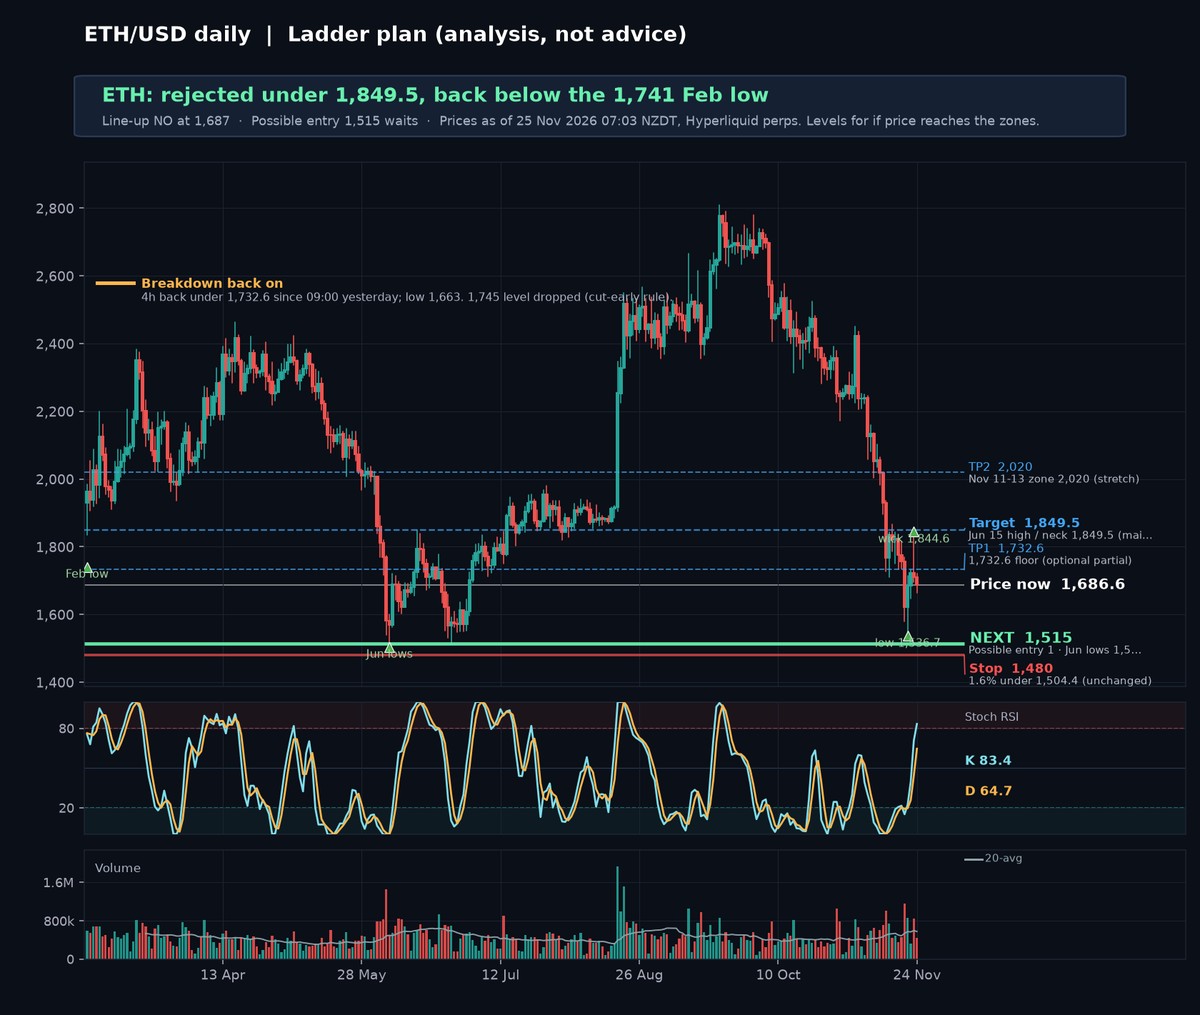 ETH/USD daily | Ladder plan (analysis, not advice)
ETH: rejected under 1,849.5, back below the 1,741 Feb low
Line-up NO at 1,687 · Possible entry 1,515 waits · Prices as of 25 Nov 2026 07:03 NZDT, Hyperliquid perps. Levels for if price reaches the zones.
2,800
2,600
Breakdown back on
4h back under 1,732.6 since 09:00 yesterday; low 1,663. 1,745 level dropped (cut-early rule).
2,400
2,200
2,000
TP2 2,020
Nov 11-13 zone 2,020 (stretch)
1,800
Target 1,849.5
Jun 15 high / neck 1,849.5 (mai...
wick 1,844.6
TP1 1,732.6
1,732.6 floor (optional partial)
Feb low
Price now 1,686.6
1,600
NEXT 1,515
low 1,536.7
Possible entry 1 · Jun lows 1,5...
Jun lows
Stop 1,480
1.6% under 1,504.4 (unchanged)
1,400
80
20
Stoch RSI
K 83.4
D 64.7
Volume
20-avg
1.6M
800k
0
13 Apr
28 May
12 Jul
26 Aug
10 Oct
24 Nov